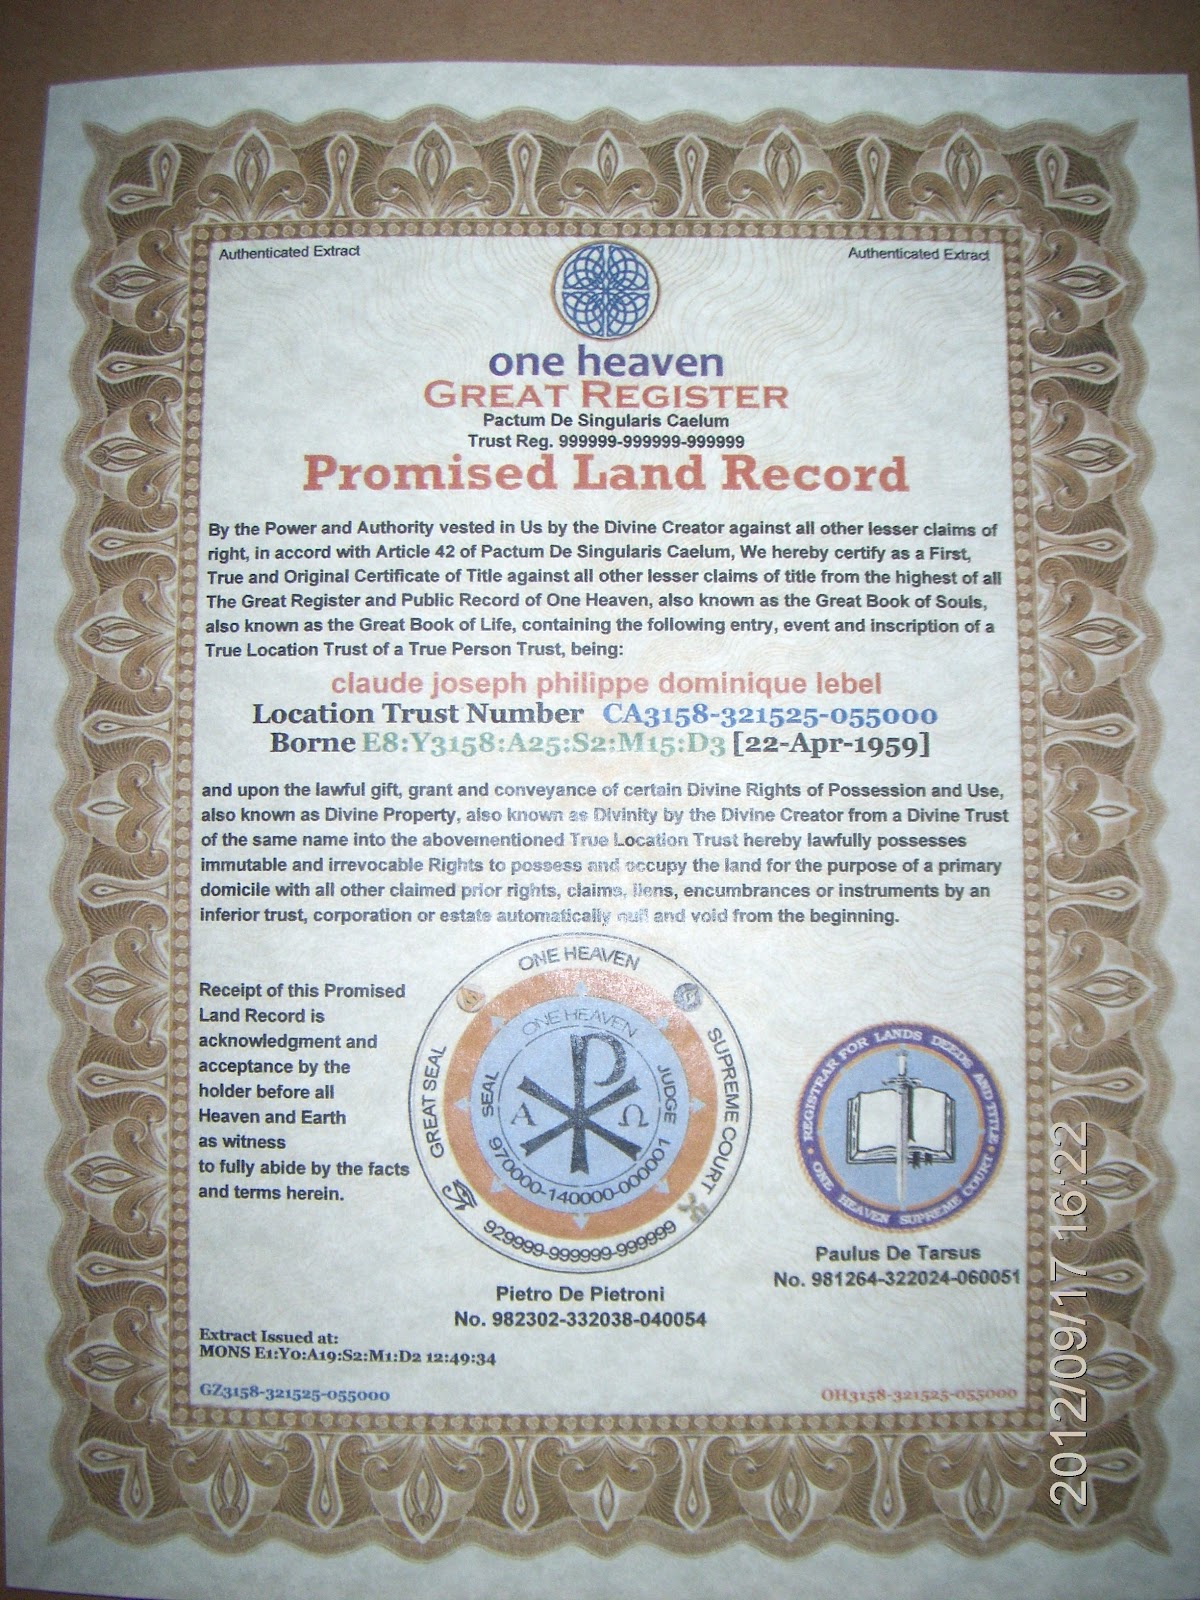 Authenticated Extract
Authenticated Extract
one heaven
GREAT REGISTER
Pactum De Singularis Caelum
Trust Reg. 999999-999999-999999
Promised Land Record
By the Power and Authority vested in Us by the Divine Creator against all other lesser claims of
right, in accord with Article 42 of Pactum De Singularis Caelum, We hereby certify as a First,
True and Original Certificate of Title against all other lesser claims of title from the highest of all
The Great Register and Public Record of One Heaven, also known as the Great Book of Souls,
also known as the Great Book of Life, containing the following entry, event and inscription of a
True Location Trust of a True Person Trust, being:
claude joseph philippe dominique lebel
Location Trust Number CA3158-321525-055000
Borne E8:Y3158:A25:S2:M15:D3 [22-Apr-1959]
and upon the lawful gift, grant and conveyance of certain Divine Rights of Possession and Use,
also known as Divine Property, also known as Divinity by the Divine Creator from a Divine Trust
of the same name into the abovementioned True Location Trust hereby lawfully possesses
immutable and irrevocable Rights to possess and occupy the land for the purpose of a primary
domicile with all other claimed prior rights, claims, liens, encumbrances or instruments by an
inferior trust, corporation or estate automatically null and void from the beginning.
Receipt of this Promised
Land Record is
acknowledgment and
acceptance by the
holder before all
Heaven and Earth
as witness
to fully abide by the facts
and terms herein.
ONE HEAVEN
GREAT SEAL
SUPREME COURT
929999-999999-999999
ONE HEAVEN
SEAL
JUDGE
970000-140000-000001
Α Ω
Pietro De Pietroni
No. 982302-332038-040054
REGISTRAR FOR LANDS DEEDS AND TITLE
ONE HEAVEN SUPREME COURT
Paulus De Tarsus
No. 981264-322024-060051
Extract Issued at:
MONS E1:Y0:A19:S2:M1:D2 12:49:34
GZ3158-321525-055000
OH3158-321525-055000
2012/09/17 16:22